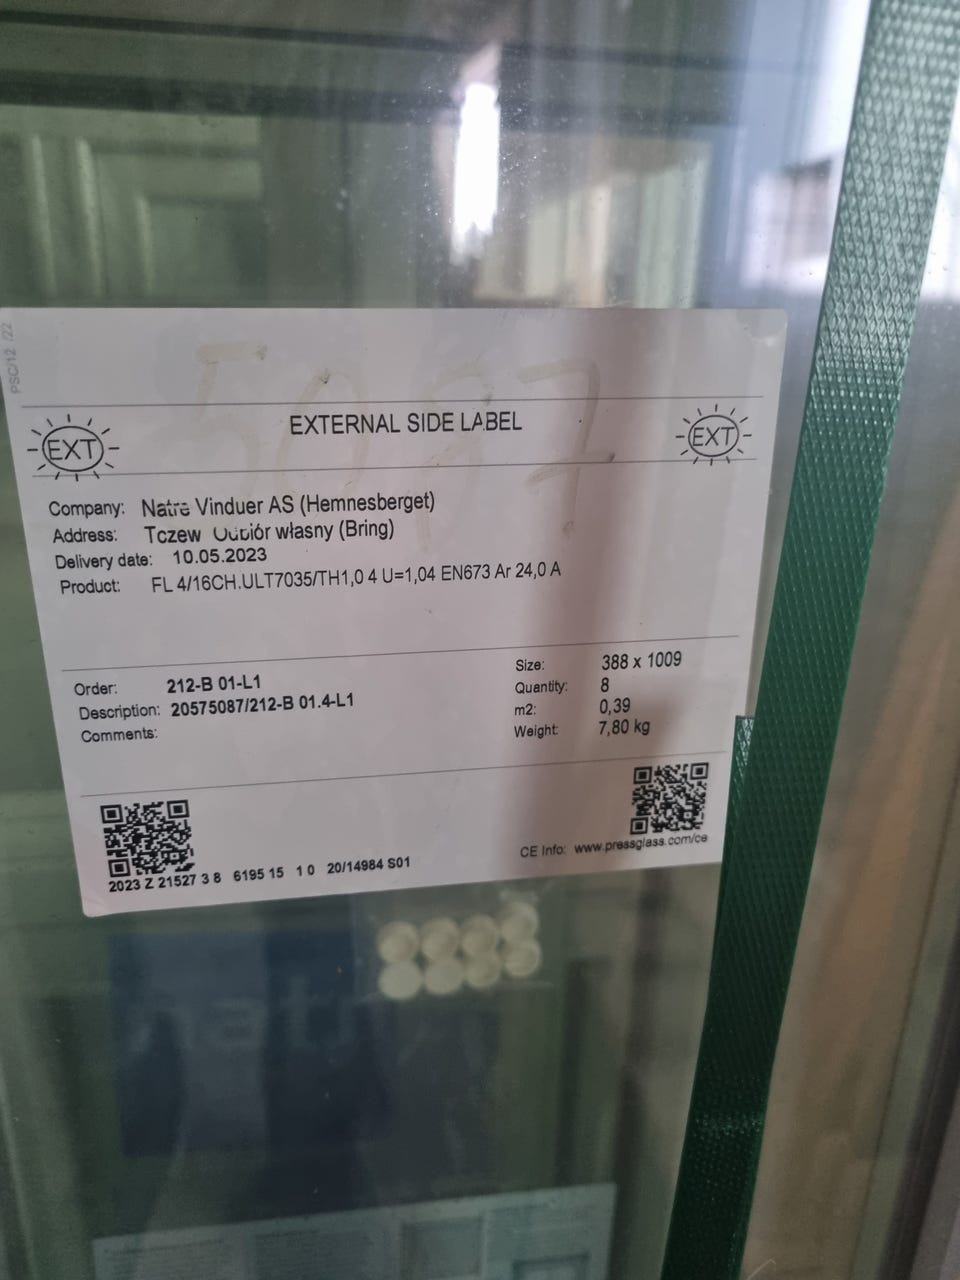 PSC/12 /22
5087
EXTERNAL SIDE LABEL
EXT
EXT
Company: Natre Vinduer AS (Hemnesberget)
Address: Tczew Odbiór własny (Bring)
Delivery date: 10.05.2023
Product: FL 4/16CH.ULT7035/TH1,0 4 U=1,04 EN673 Ar 24,0 A
Order: 212-B 01-L1
Description: 20575087/212-B 01.4-L1
Comments:
Size: 388 x 1009
Quantity: 8
m2: 0,39
Weight: 7,80 kg
CE Info: www.pressglass.com/ce
2023 Z 21527 3 8 6195 15 1 0 20/14984 S01